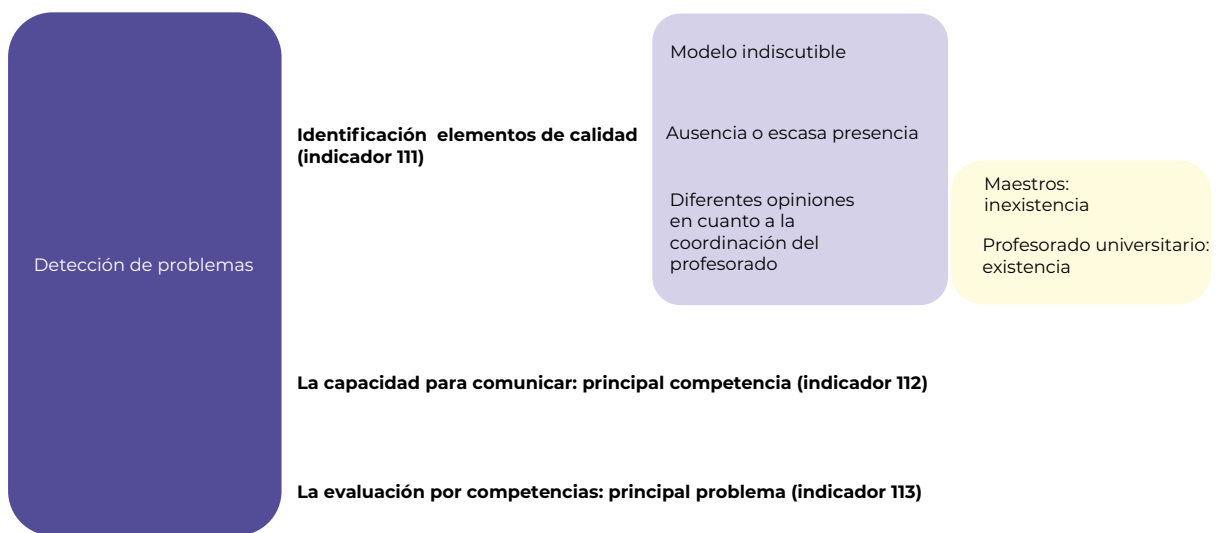 Detección de problemas
Identificación elementos de calidad
(indicador 111)
Modelo indiscutible
Ausencia o escasa presencia
Diferentes opiniones
en cuanto a la
coordinación del
profesorado
Maestros:
inexistencia
Profesorado universitario:
existencia
La capacidad para comunicar: principal competencia (indicador 112)
La evaluación por competencias: principal problema (indicador 113)